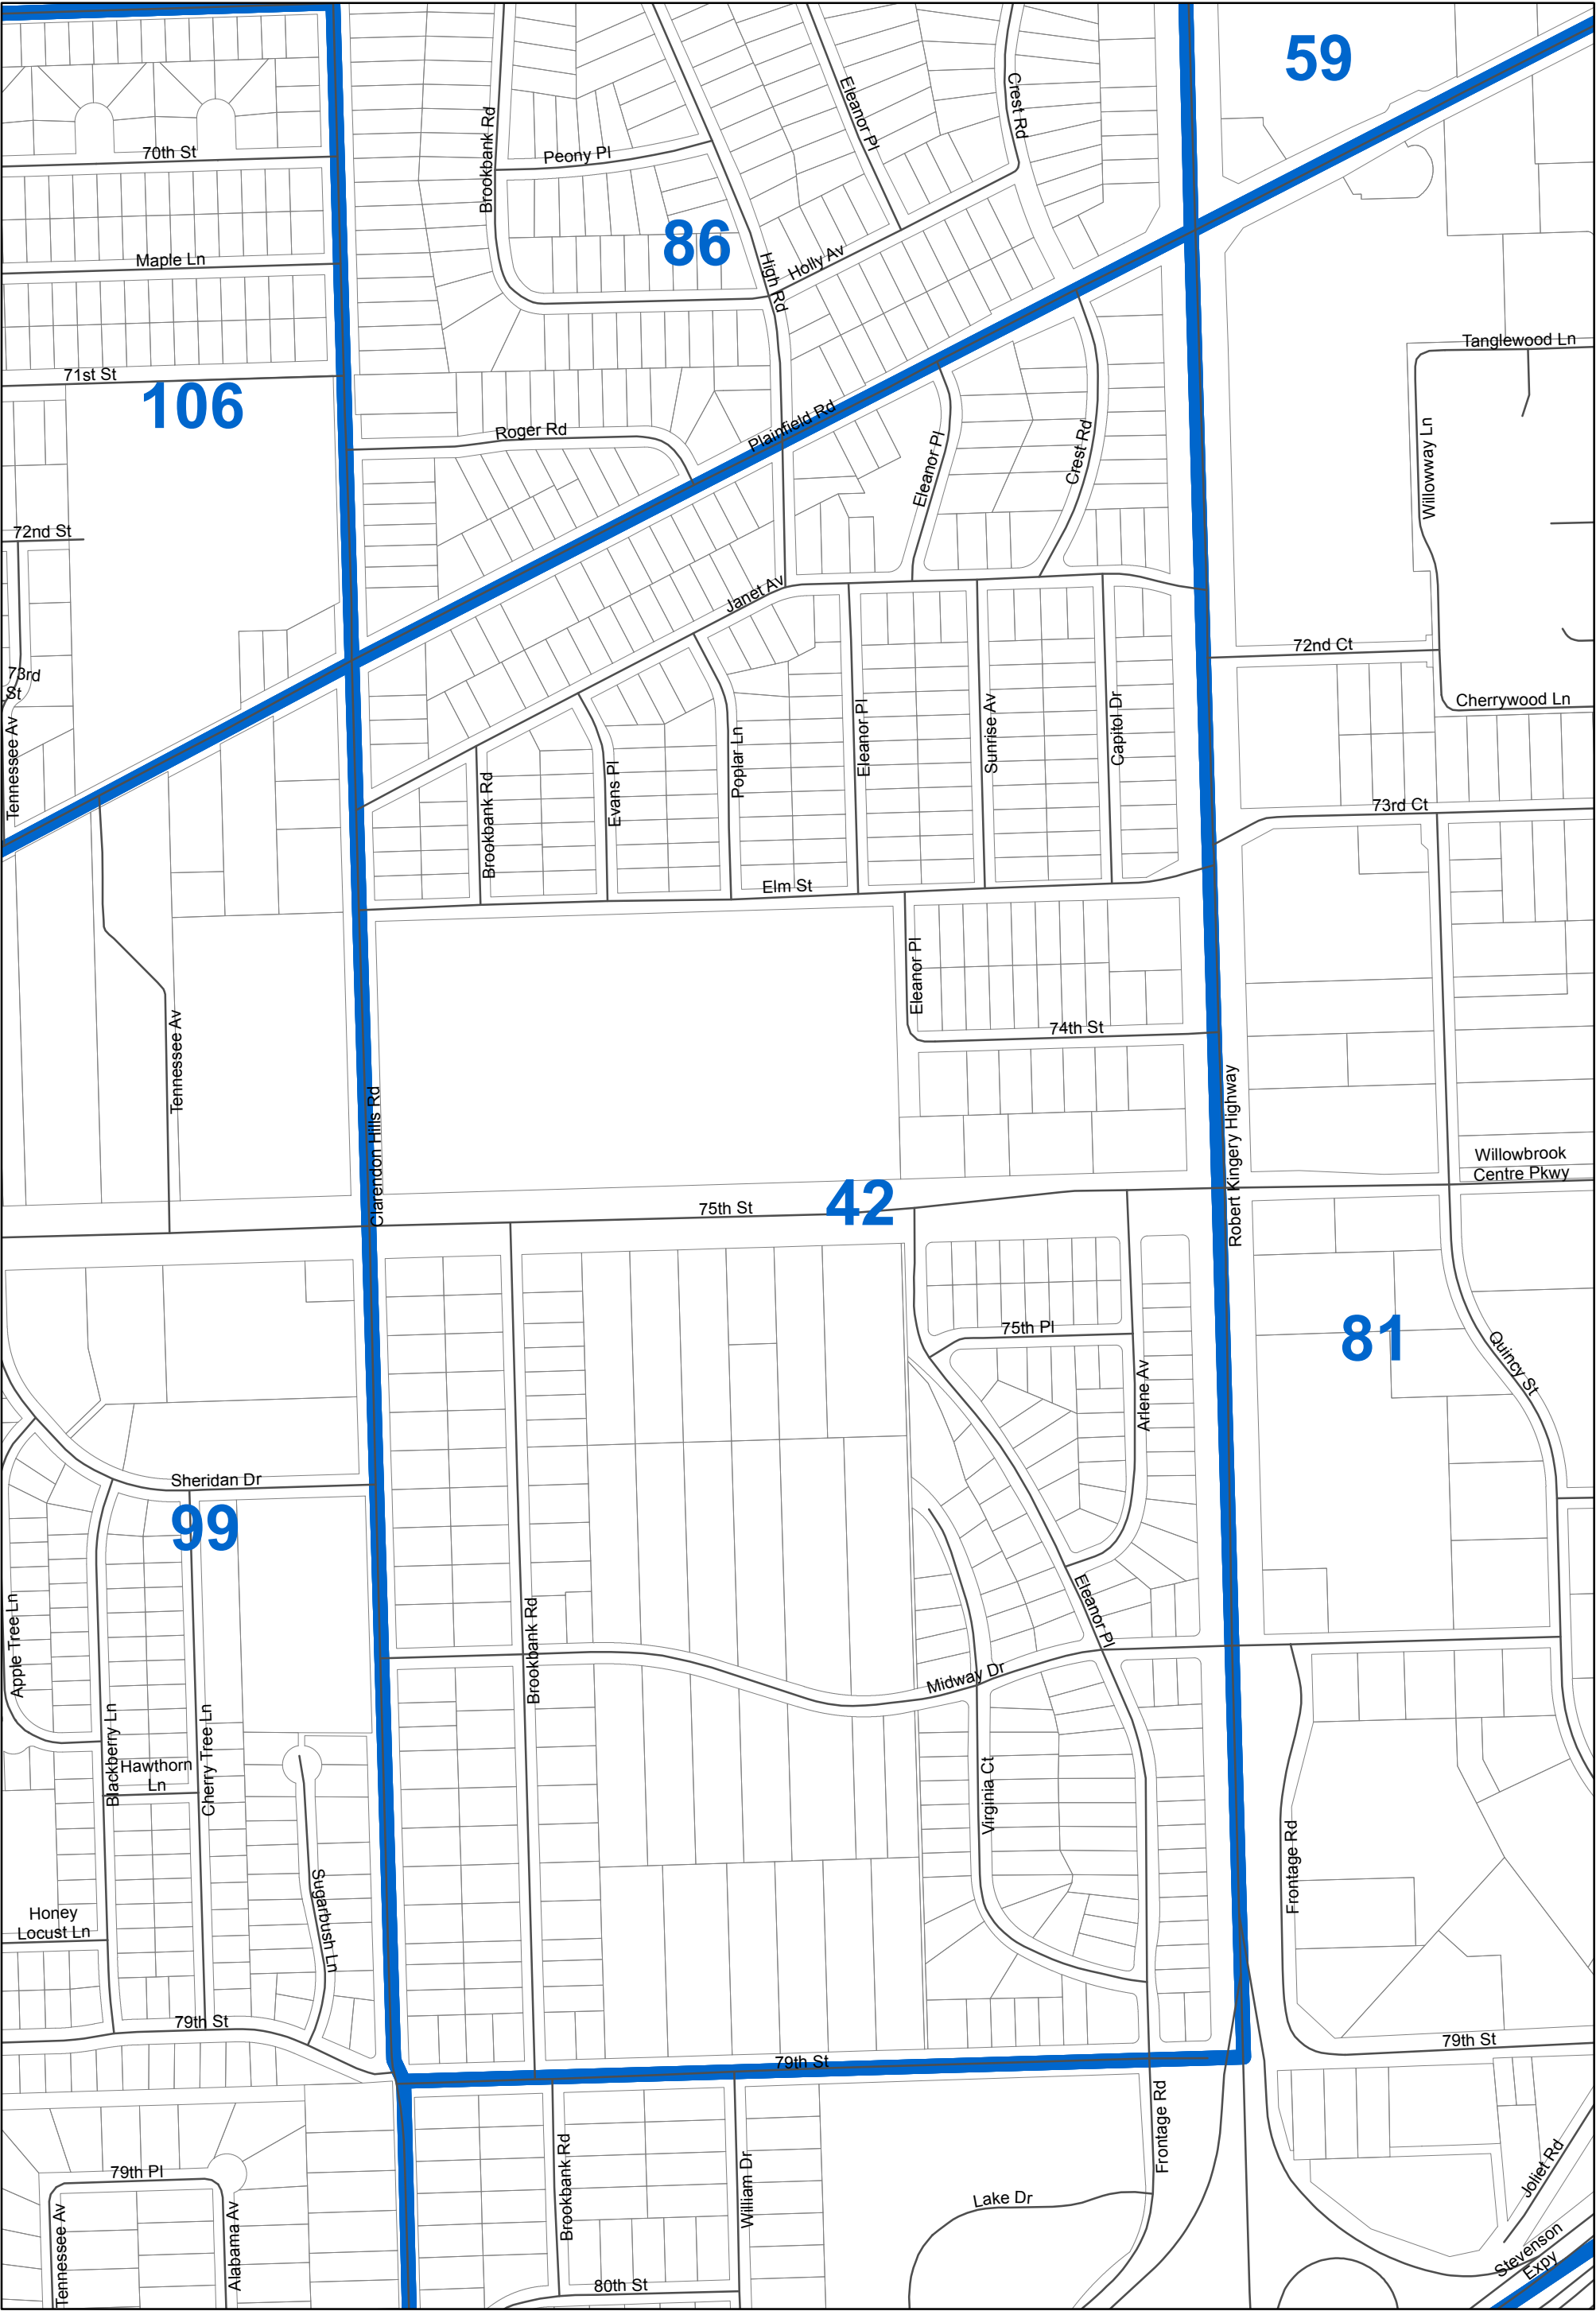 59
Eleanor Pl
Crest Rd
Brookbank Rd
70th St
Peony Pl
86
Maple Ln
High Rd
Holly Av
Tanglewood Ln
71st St
106
Roger Rd
Plainfield Rd
Eleanor Pl
Crest Rd
Willowway Ln
72nd St
Janet Av
72nd Ct
73rd
St
Cherrywood Ln
Tennessee Av
Brookbank Rd
Evans Pl
Poplar Ln
Eleanor Pl
Sunrise Av
Capitol Dr
73rd Ct
Elm St
Eleanor Pl
74th St
Tennessee Av
Clarendon Hills Rd
Robert Kingery Highway
Willowbrook
Centre Pkwy
75th St
42
75th Pl
81
Quincy St
Arlene Av
Sheridan Dr
99
Apple Tree Ln
Brookbank Rd
Eleanor Pl
Midway Dr
Blackberry Ln
Hawthorn
Ln
Cherry Tree Ln
Virginia Ct
Frontage Rd
Sugarbush Ln
Honey
Locust Ln
79th St
79th St
79th St
79th Pl
Tennessee Av
Alabama Av
Brookbank Rd
William Dr
Frontage Rd
Lake Dr
Joliet Rd
Stevenson
Expy
80th St